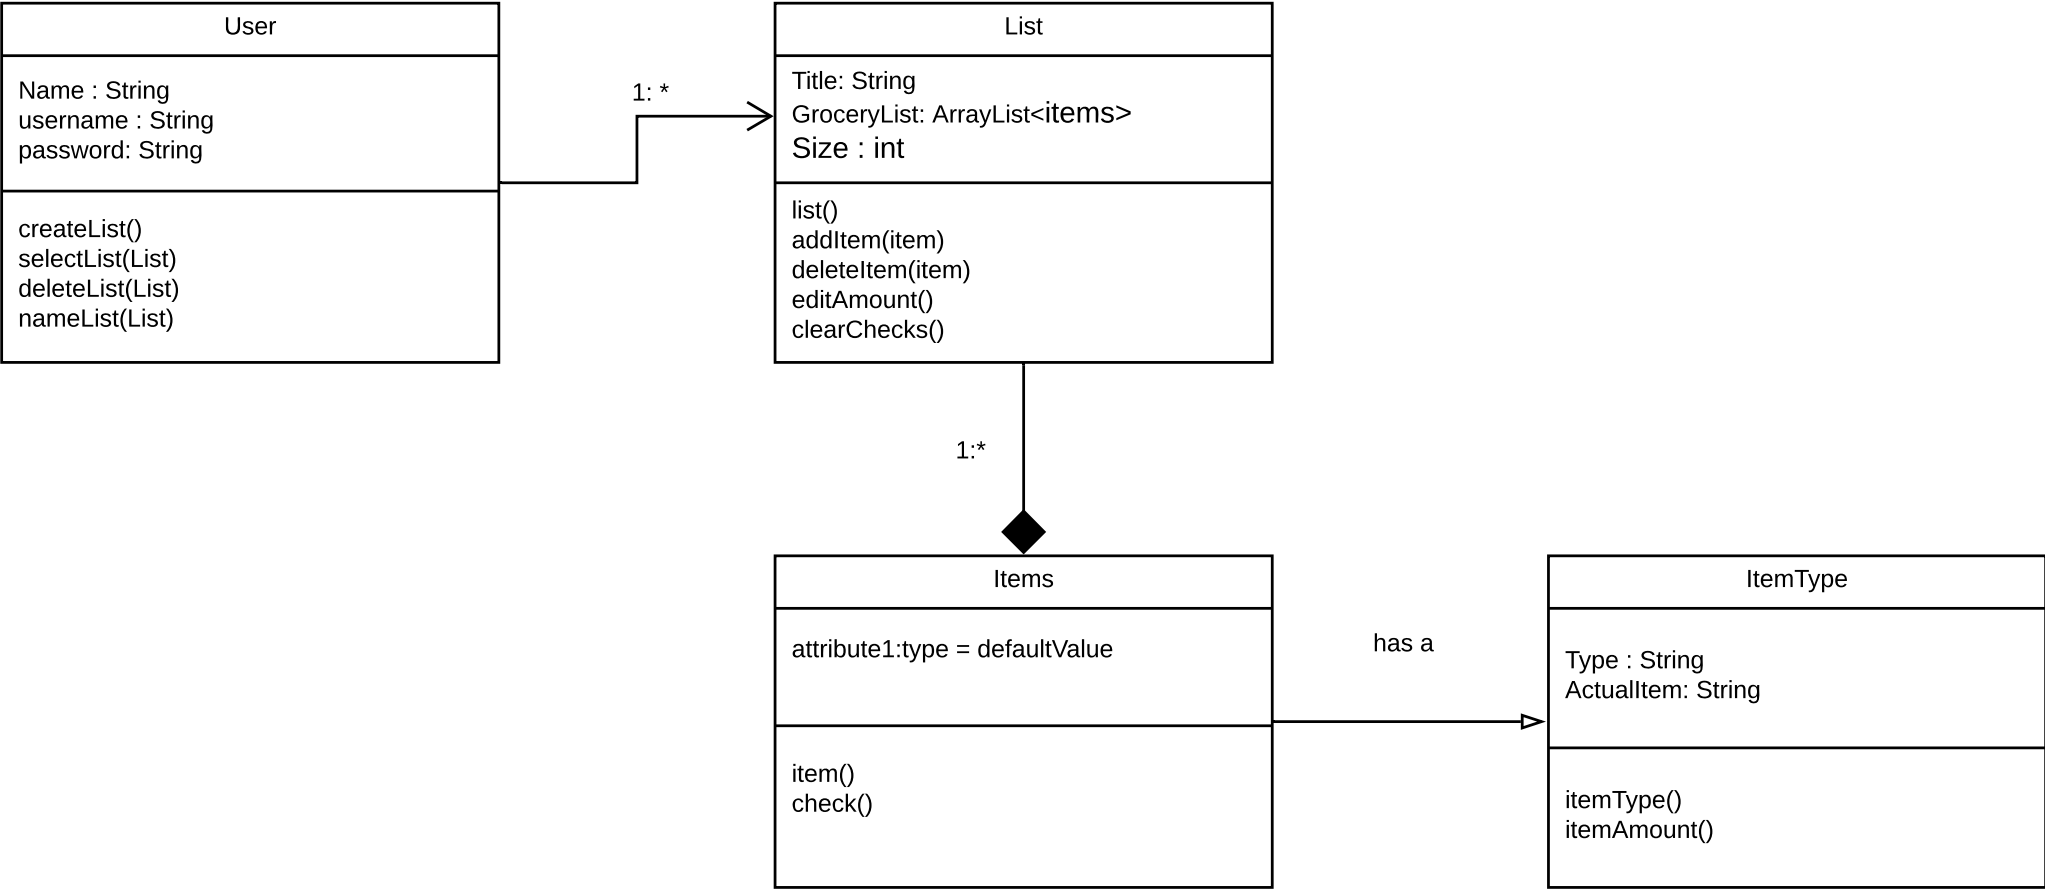 User
Name : String
username : String
password: String
createList()
selectList(List)
deleteList(List)
nameList(List)
1: *
List
Title: String
GroceryList: ArrayList<items>
Size : int
list()
addItem(item)
deleteItem(item)
editAmount()
clearChecks()
1:*
Items
attribute1:type = defaultValue
item()
check()
has a
ItemType
Type : String
ActualItem: String
itemType()
itemAmount()